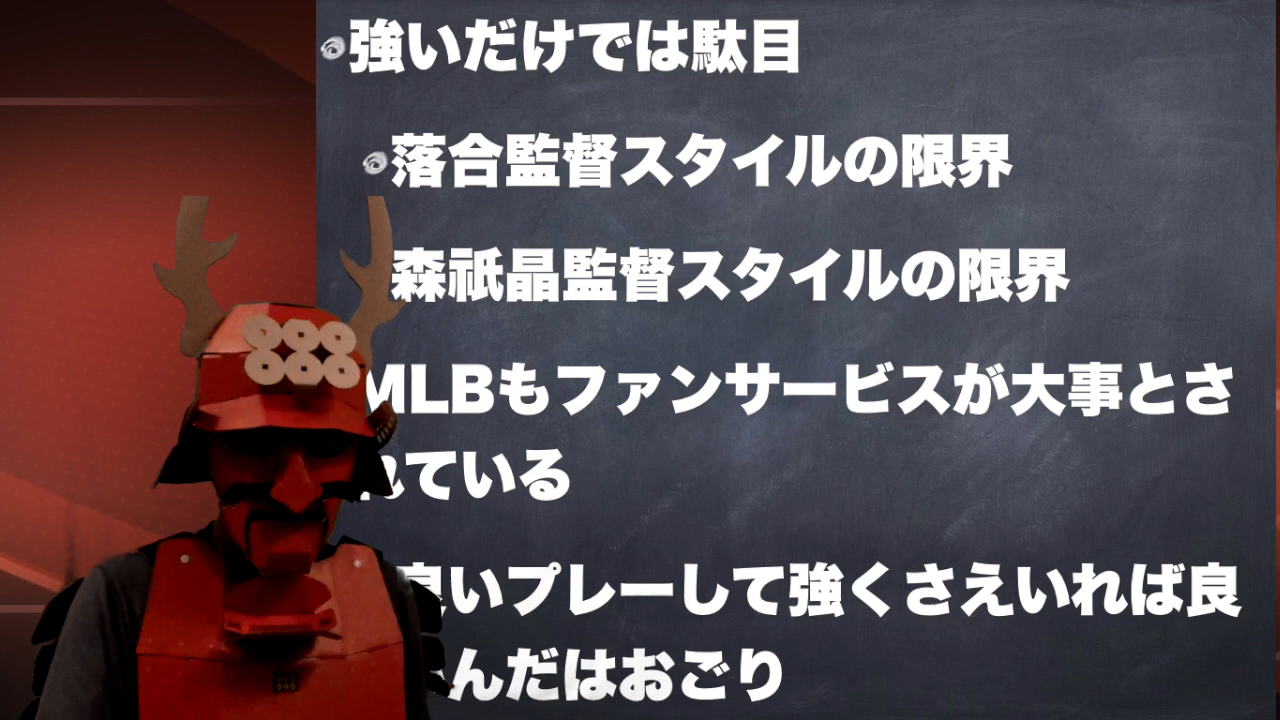 強いだけでは駄目
落合監督スタイルの限界
森祇晶監督スタイルの限界
MLBもファンサービスが大事とさ
れている
良いプレーして強くさえいれば良
んだはおごり